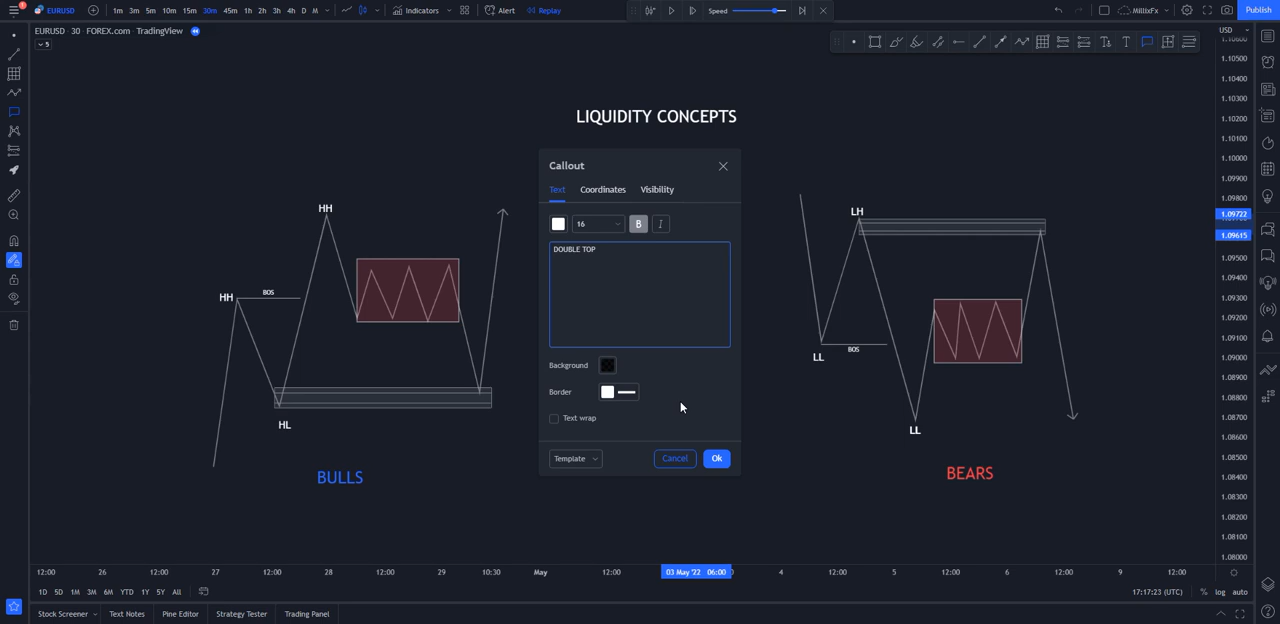 EURUSD 1m 3m 5m 10m 15m 30m 45m 1h 2h 3h 4h D M Indicators Alert Replay Speed MillixFx Publish
EURUSD · 30 · FOREX.com · TradingView
5
USD
LIQUIDITY CONCEPTS
Callout
Text Coordinates Visibility
16 B I
DOUBLE TOP
Background
Border
Text wrap
Template Cancel Ok
HH
HH
BOS
HL
BULLS
LH
LL
BOS
LL
BEARS
1.10500
1.10400
1.10300
1.10200
1.10100
1.10000
1.09900
1.09800
1.09722
1.09615
1.09500
1.09400
1.09300
1.09200
1.09100
1.09000
1.08900
1.08800
1.08700
1.08600
1.08500
1.08400
1.08300
1.08200
1.08100
1.08000
12:00 26 12:00 27 12:00 28 12:00 29 10:30 May 12:00 03 May '22 06:00 4 12:00 5 12:00 6 12:00 9 12:00
1D 5D 1M 3M 6M YTD 1Y 5Y All 17:17:23 (UTC) % log auto
Stock Screener Text Notes Pine Editor Strategy Tester Trading Panel